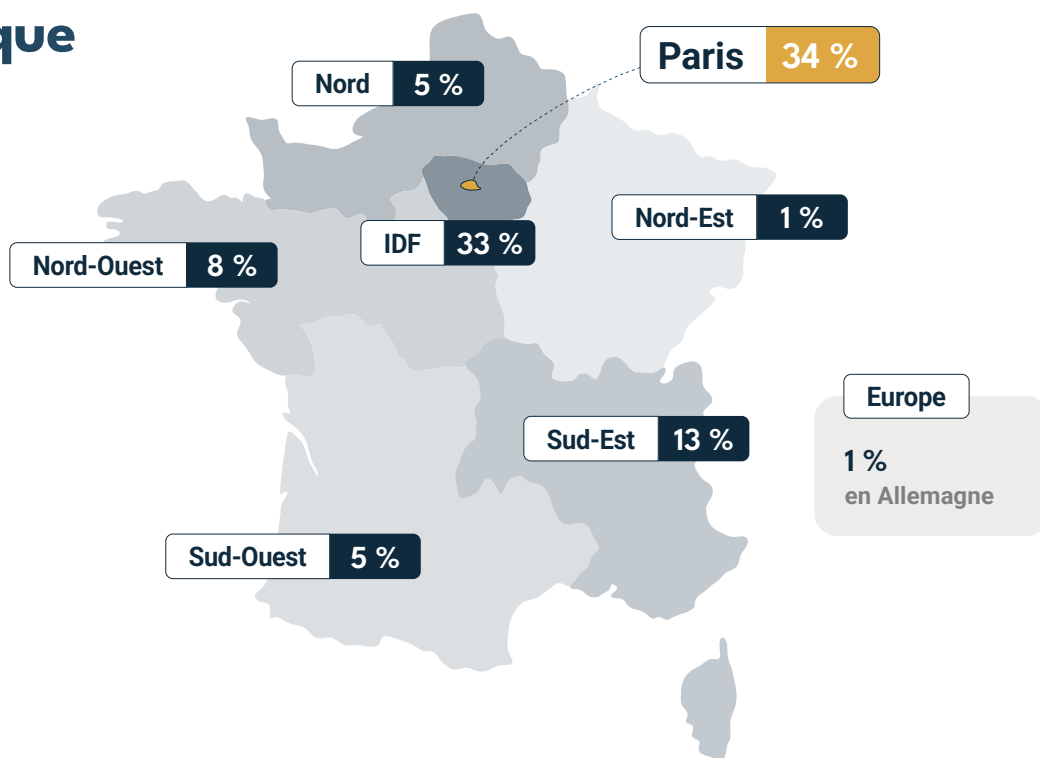 que
Paris 34 %
Nord 5 %
Nord-Est 1 %
IDF 33 %
Nord-Ouest 8 %
Europe
1 %
en Allemagne
Sud-Est 13 %
Sud-Ouest 5 %